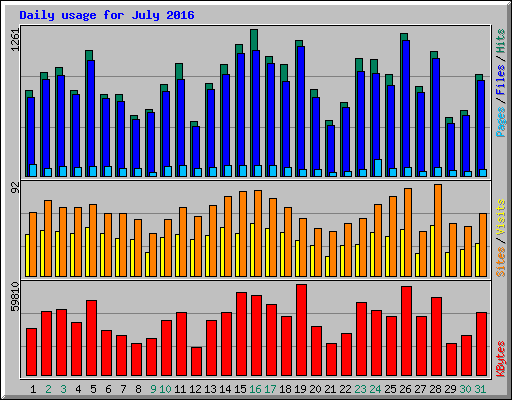 Daily usage for July 2016
1261
92
59810
Pages / Files / Hits
Sites / Visits
KBytes
1 2 3 4 5 6 7 8 9 10 11 12 13 14 15 16 17 18 19 20 21 22 23 24 25 26 27 28 29 30 31